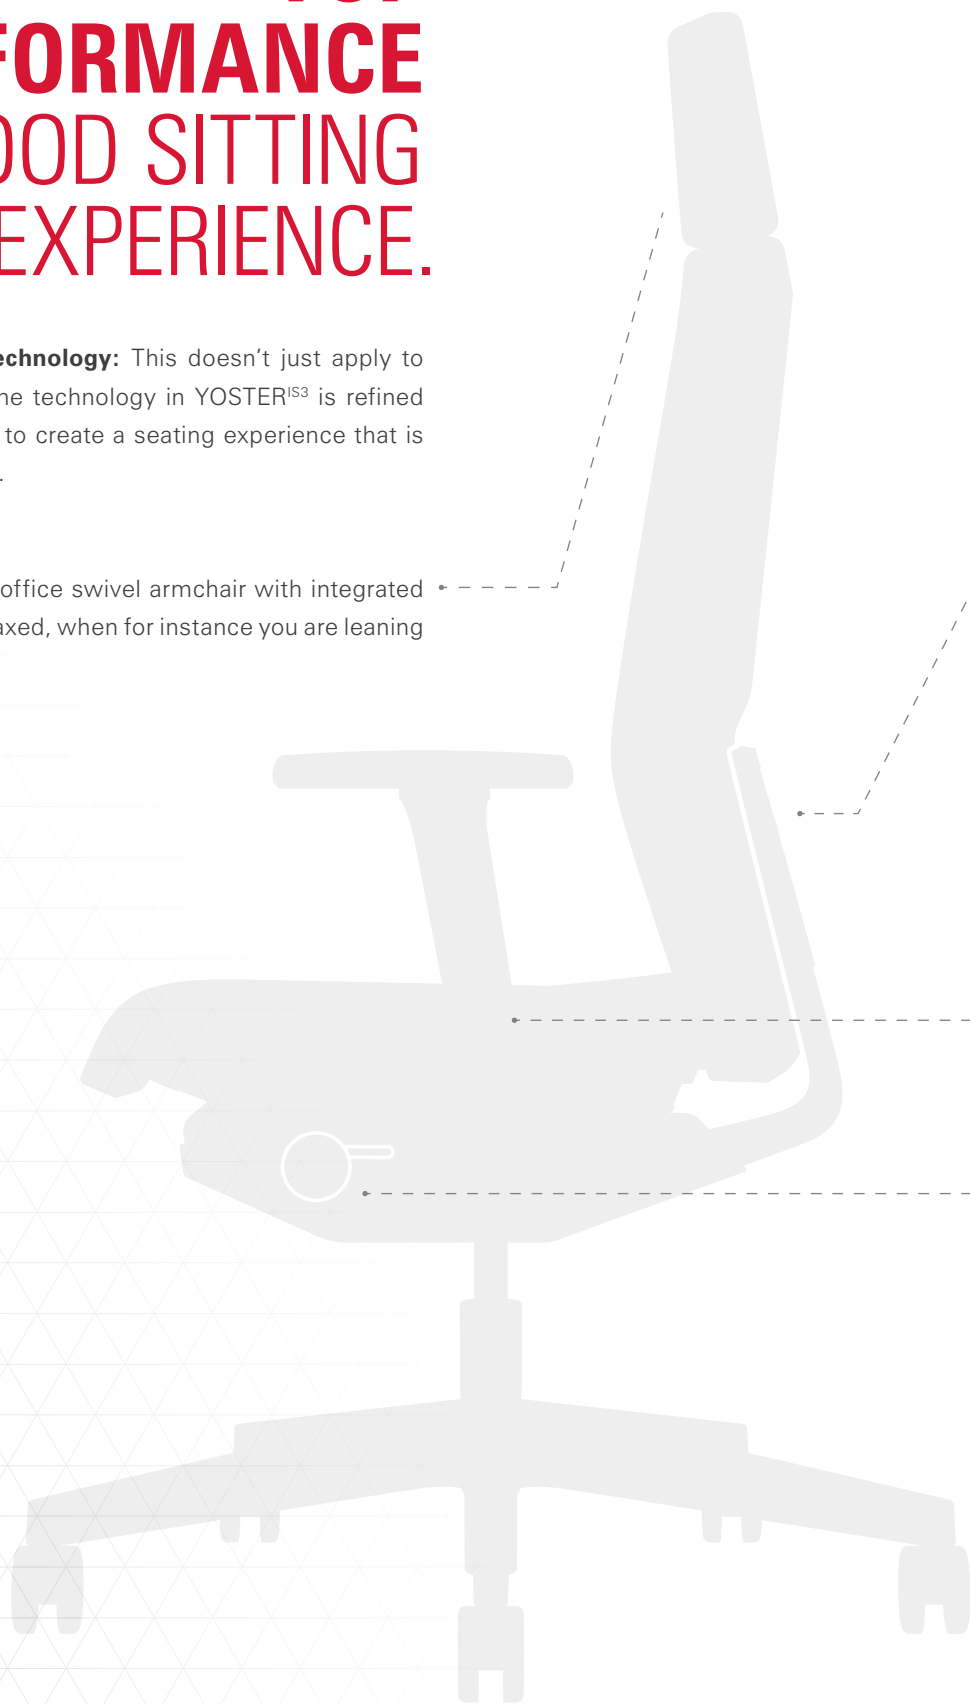 FORMANCE
OOD SITTING
EXPERIENCE.
echnology: This doesn't just apply to
he technology in YOSTERIS3 is refined
to create a seating experience that is
.
office swivel armchair with integrated
axed, when for instance you are leaning